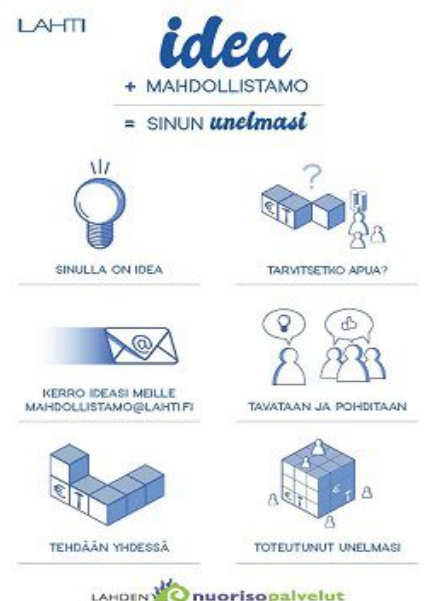 LAHTI
idea
+ MAHDOLLISTAMO
= SINUN unelmasi
?
SINULLA ON IDEA
€ T
TARVITSETKO APUA?
@
KERRO IDEASI MEILLE
MAHDOLLISTAMO@LAHTI.FI
TAVATAAN JA POHDITAAN
€ T
TEHDÄÄN YHDESSÄ
€ T € T
TOTEUTUNUT UNELMASI
LAHDEN nuorisopalvelut